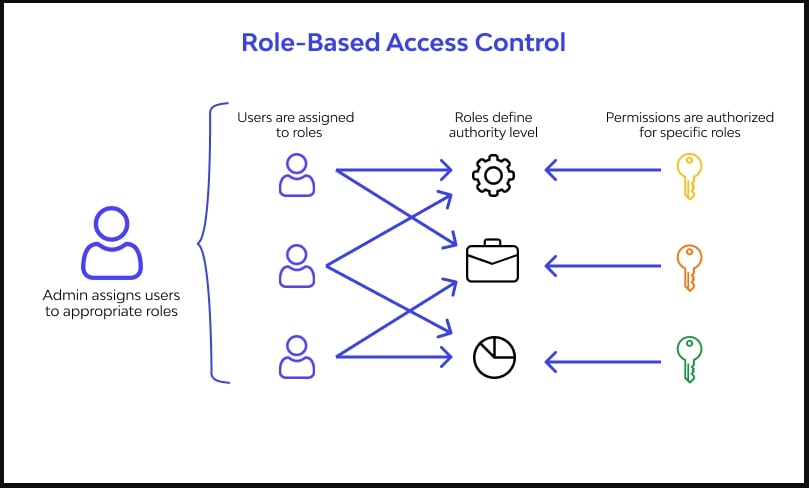 Role-Based Access Control
Users are assigned
to roles
Roles define
authority level
Permissions are authorized
for specific roles
Admin assigns users
to appropriate roles